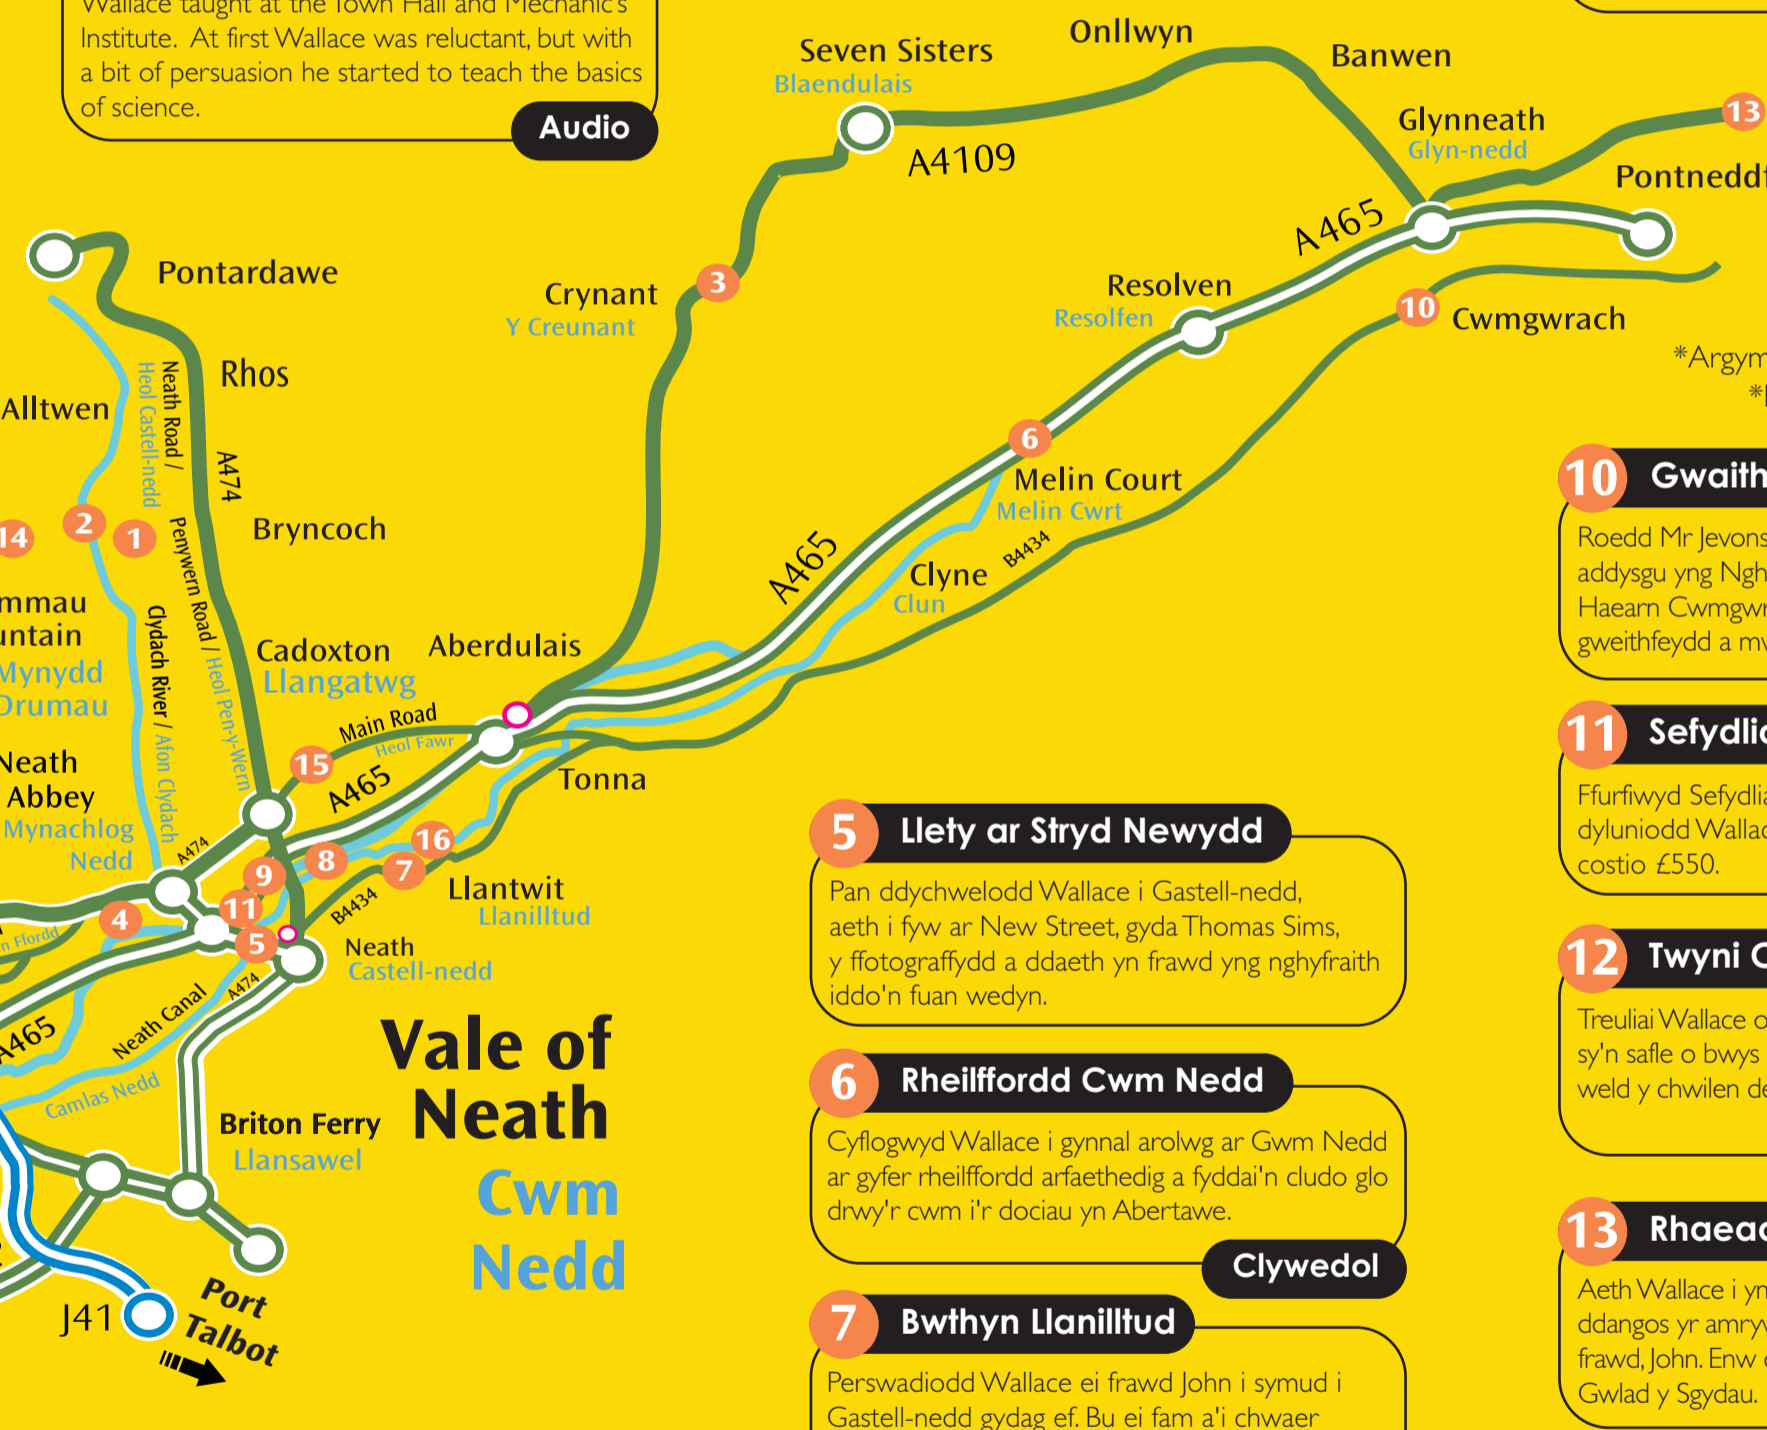 Wallace taught at the Town Hall and Mechanic's
Institute. At first Wallace was reluctant, but with
a bit of persuasion he started to teach the basics
of science.
Audio
Seven Sisters
Blaendulais
Onllwyn
Banwen
A4109
Glynneath
Glyn-nedd
13
A465
Pontardawe
Crynant
Y Creunant
3
Resolven
Resolfen
10
Cwmgwrach
Rhos
Alltwen
Neath Road /
Heol Castell-nedd
A474
Bryncoch
14
2
1
Penywern Road / Heol Pen-y-Wern
Clydach River / Afon Clydach
Mynydd
Drumau
6
Melin Court
Melin Cwrt
A465
Clyne
Clun
B4434
Cadoxton
Llangatwg
Aberdulais
Main Road
Heol Fawr
15
A465
Tonna
Neath
Abbey
Mynachlog
Nedd
A474
9
8
16
7
B4434
Llantwit
Llanilltud
4
11
5
Ffordd
Neath
Castell-nedd
A474
A465
Neath Canal
Camlas Nedd
Vale of
Neath
Cwm
Nedd
Briton Ferry
Llansawel
J41
Port
Talbot
5 Llety ar Stryd Newydd
Pan ddychwelodd Wallace i Gastell-nedd,
aeth i fyw ar New Street, gyda Thomas Sims,
y ffotograffydd a ddaeth yn frawd yng nghyfraith
iddo'n fuan wedyn.
6 Rheilffordd Cwm Nedd
Cyflogwyd Wallace i gynnal arolwg ar Gwm Nedd
ar gyfer rheilffordd arfaethedig a fyddai'n cludo glo
drwy'r cwm i'r dociau yn Abertawe.
Clywedol
7 Bwthyn Llanilltud
Perswadiodd Wallace ei frawd John i symud i
Gastell-nedd gydag ef. Bu ei fam a'i chwaer
10 Gwaith
Roedd Mr Jevons
addysgu yng
Haearn
gweithfeydd a
11
Ffurfiwyd
dyluniodd
costio £550.
12 Twyni
Treuliai Wallace
sy'n safle o bwys
weld y chwilen
13
Aeth Wallace i
ddangos yr
frawd, John. Enw
Gwlad y Sgydau.